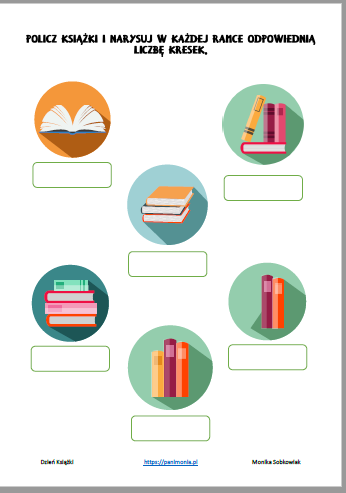 POLICZ KSIĄŻKI I NARYSUJ W KAŻDEJ RAMCE ODPOWIEDNIĄ
LICZBĘ KRESEK.
Dzień Książki https://panimonia.pl Monika Sobkowiak